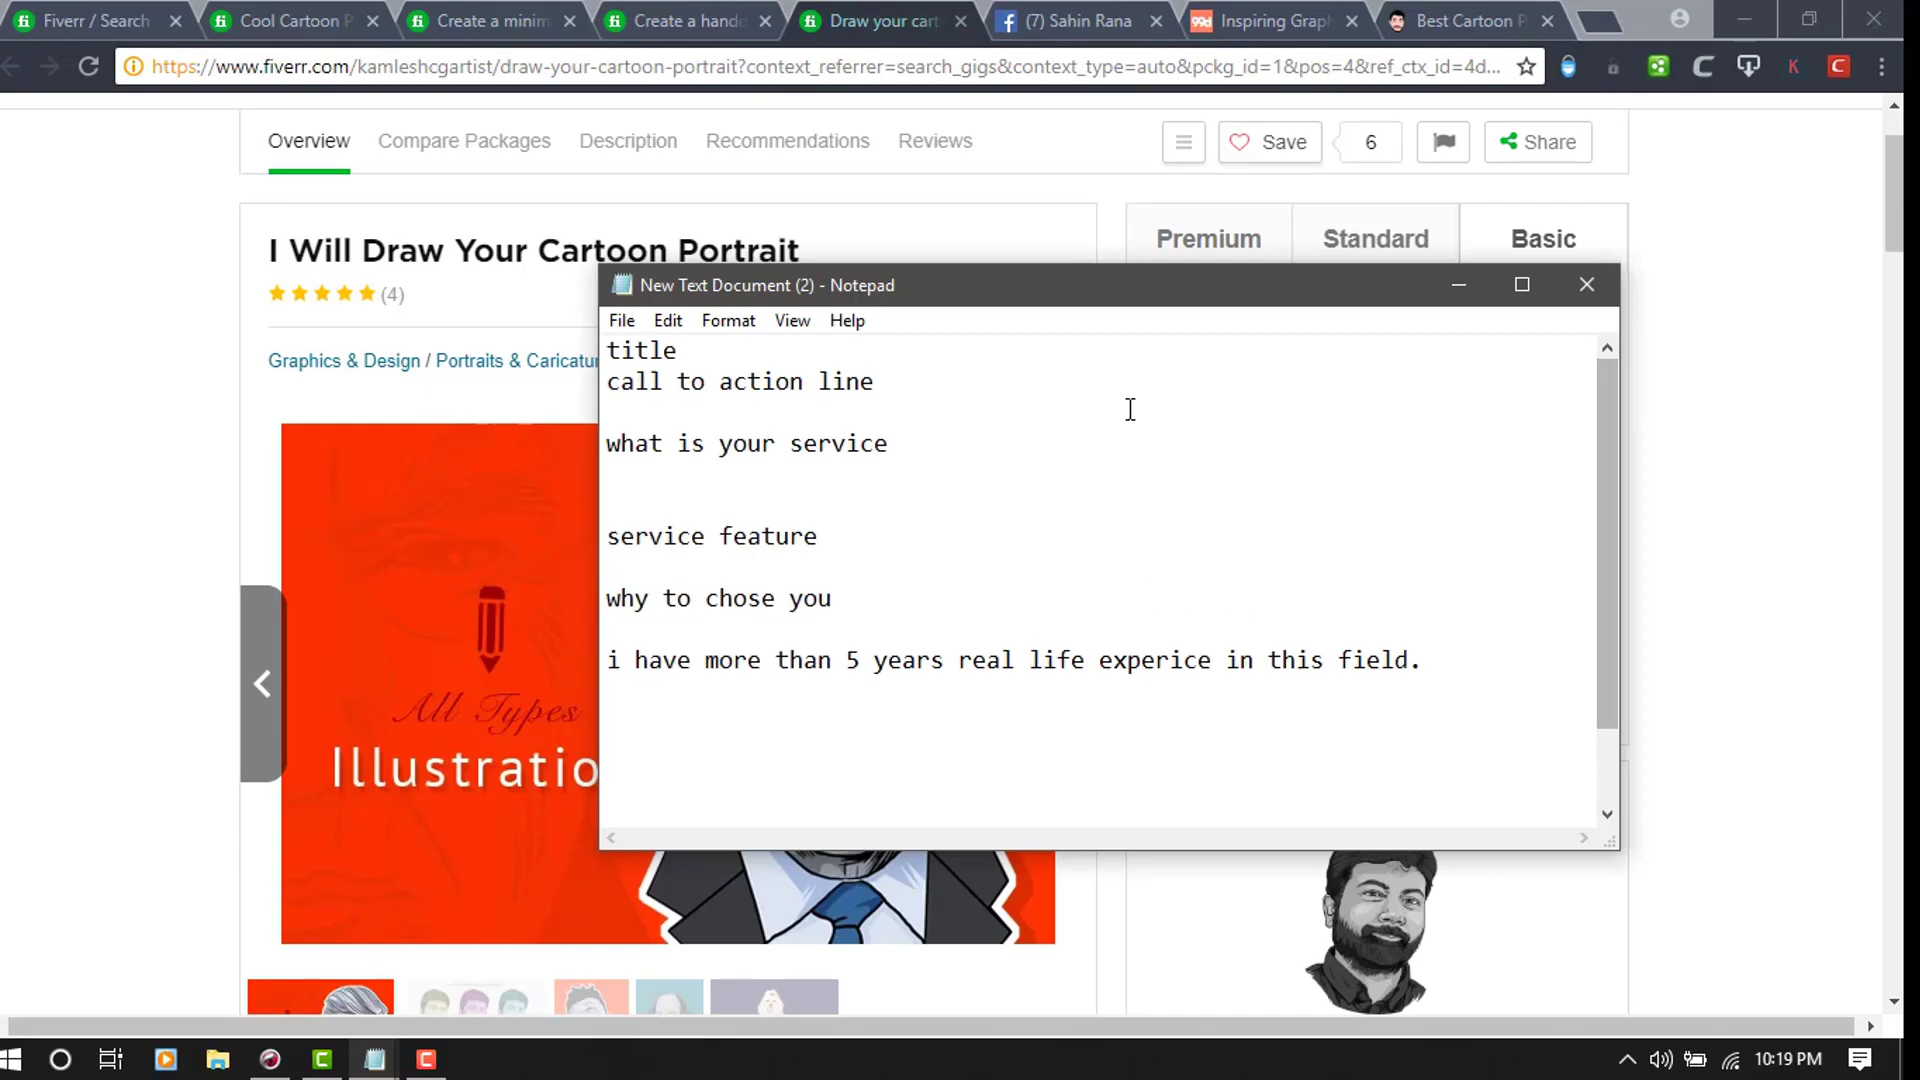 Fiverr / Search
Cool Cartoon P
Create a minim
Create a hand
Draw your cart
(7) Sahin Rana
99d
Inspiring Grap
Best Cartoon P
https://www.fiverr.com/kamleshcgartist/draw-your-cartoon-portrait?context_referrer=search_gigs&context_type=auto&pckg_id=1&pos=4&ref_ctx_id=4d...
Overview
Compare Packages
Description
Recommendations
Reviews
Save
6
Share
I Will Draw Your Cartoon Portrait
(4)
Graphics & Design / Portraits & Caricatu
Premium
Standard
Basic
New Text Document (2) - Notepad
File
Edit
Format
View
Help
title
call to action line
what is your service
service feature
why to chose you
i have more than 5 years real life experice in this field.
All Types
Illustratio
10:19 PM